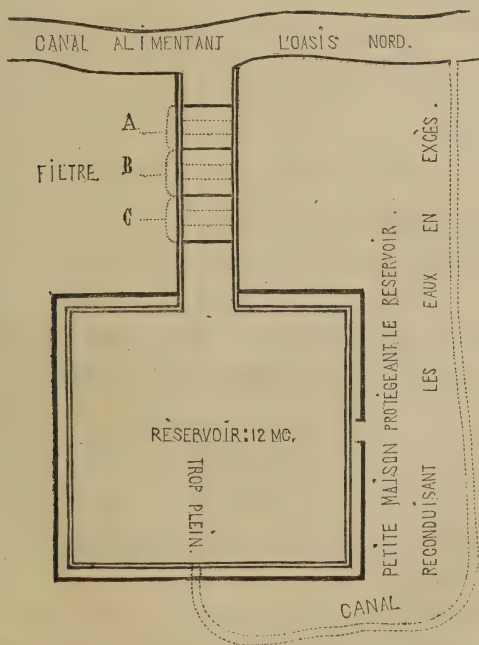 CANAL ALIMENTANT L'OASIS NORD.
A
FILTRE B
C
RÉSERVOIR: 12 MC.
TROP PLEIN.
PETITE MAISON PROTÉGEANT LE RÉSERVOIR.
CANAL RECONDUISANT LES EAUX EN EXCÈS.